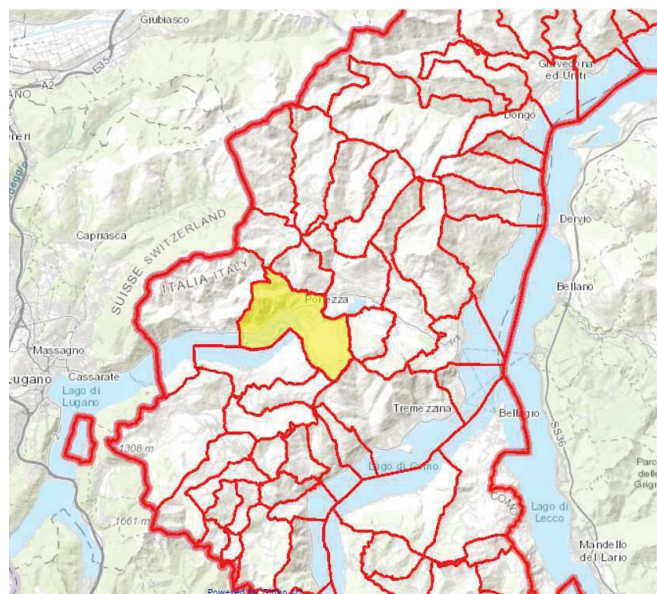 Giubiasco
E35
A2
Gravedona
ed Uniti
Dongo
Capriasca
SUISSE SWITZERLAND
ITALIA ITALY
Dervio
Bellano
Porlezza
Massagno
Lugano
Cassarate
Lago di
Lugano
Tremezzina
Bellagio
SS36
1308 m
Lago di Como
COMO
Lago di
Lecco
1661 m
Mandello
del Lario